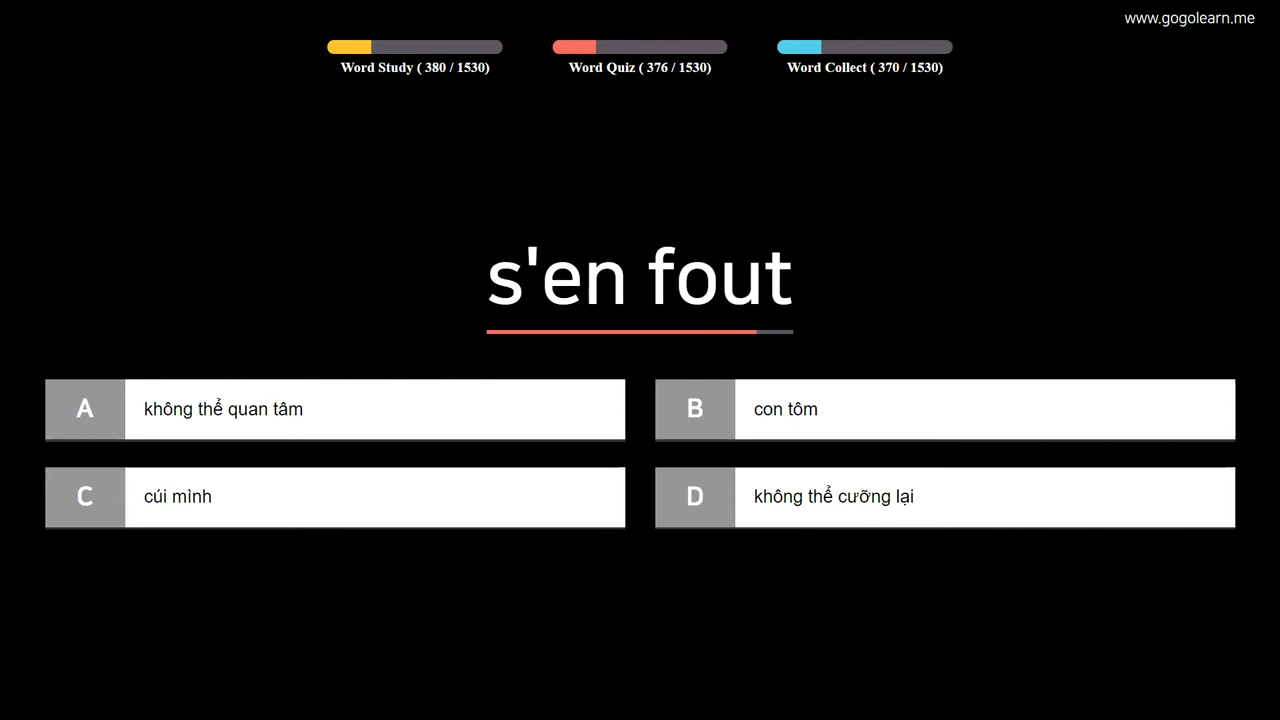 www.gogolearn.me
Word Study ( 380 / 1530)
Word Quiz ( 376 / 1530)
Word Collect ( 370 / 1530)
s'en fout
A không thể quan tâm
B con tôm
C cúi mình
D không thể cưỡng lại